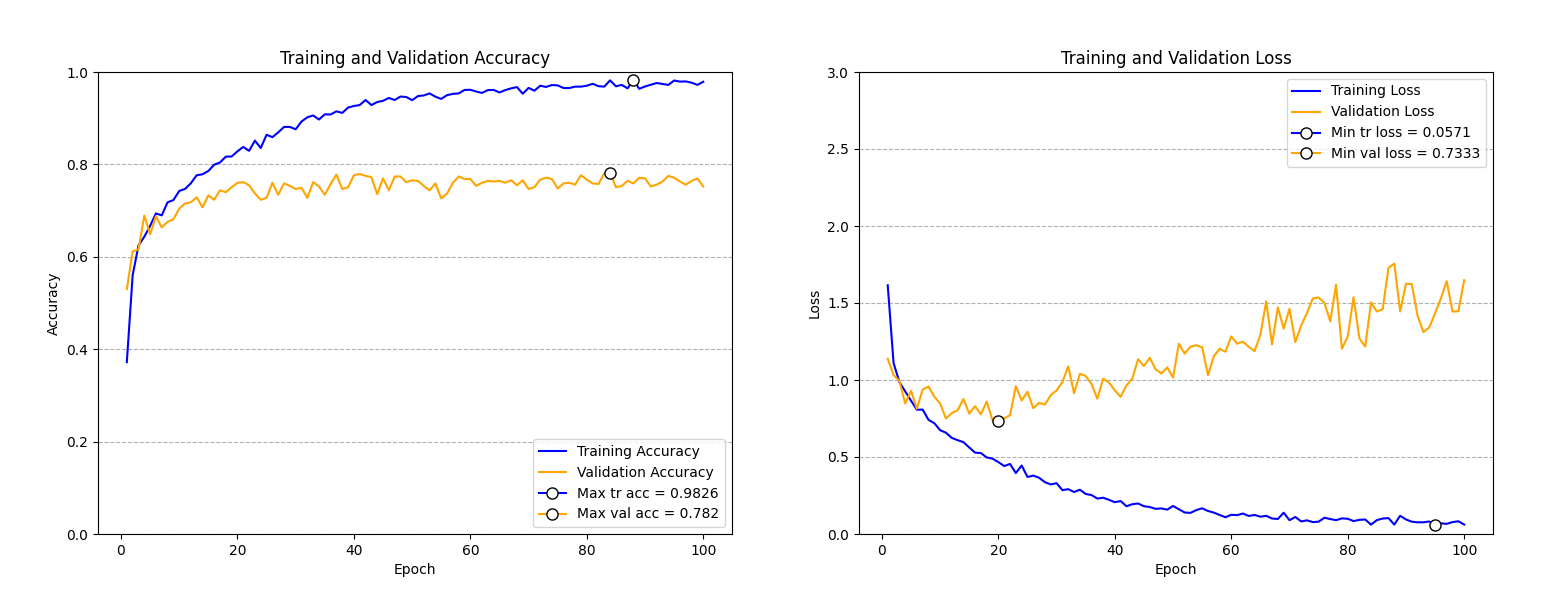 Training and Validation Accuracy
1.0
0.8
0.6
0.4
0.2
0.0
Accuracy
0
20
40
60
80
100
Epoch
Training Accuracy
Validation Accuracy
Max tr acc = 0.9826
Max val acc = 0.782
Training and Validation Loss
3.0
2.5
2.0
1.5
1.0
0.5
0.0
Loss
0
20
40
60
80
100
Epoch
Training Loss
Validation Loss
Min tr loss = 0.0571
Min val loss = 0.7333